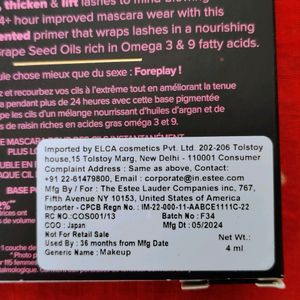 , thicken & lift lashes to mind-blowing
4+ hour improved mascara wear with this
ented primer that wraps lashes in a nourishing
Grape Seed Oils rich in Omega 3 & 9 fatty acids.
ule chose mieux que du sexe : Foreplay !
et recourbez vos cils à l'extrême tout en améliorant la tenue
pendant plus de 24 heures avec cette base pigmentée
pe les cils d'un mélange nourrissant d'huiles d'argan et de
s de raisin riches en acides gras oméga 3 et 9.
Imported by ELCA cosmetics Pvt. Ltd. 202-206 Tolstoy
house,15 Tolstoy Marg, New Delhi - 110001 Consumer
Complaint Address : Same as above, Contact:
+91 22-61479800, Email : corporate@in.estee.com
Mfg By / For : The Estee Lauder Companies inc, 767,
Fifth Avenue NY 10153, United States of America
Importer - CPCB Regn No. : IM-22-000-11-AABCE1111C-22
RC NO. COS001/13
Batch No : F34
COO : Japan
Mfg Dt: 05/2024
Used By : 36 months from Mfg Date
Net Wt.:
Generic Name: Makeup
4 ml
BASE PO
1 couche de